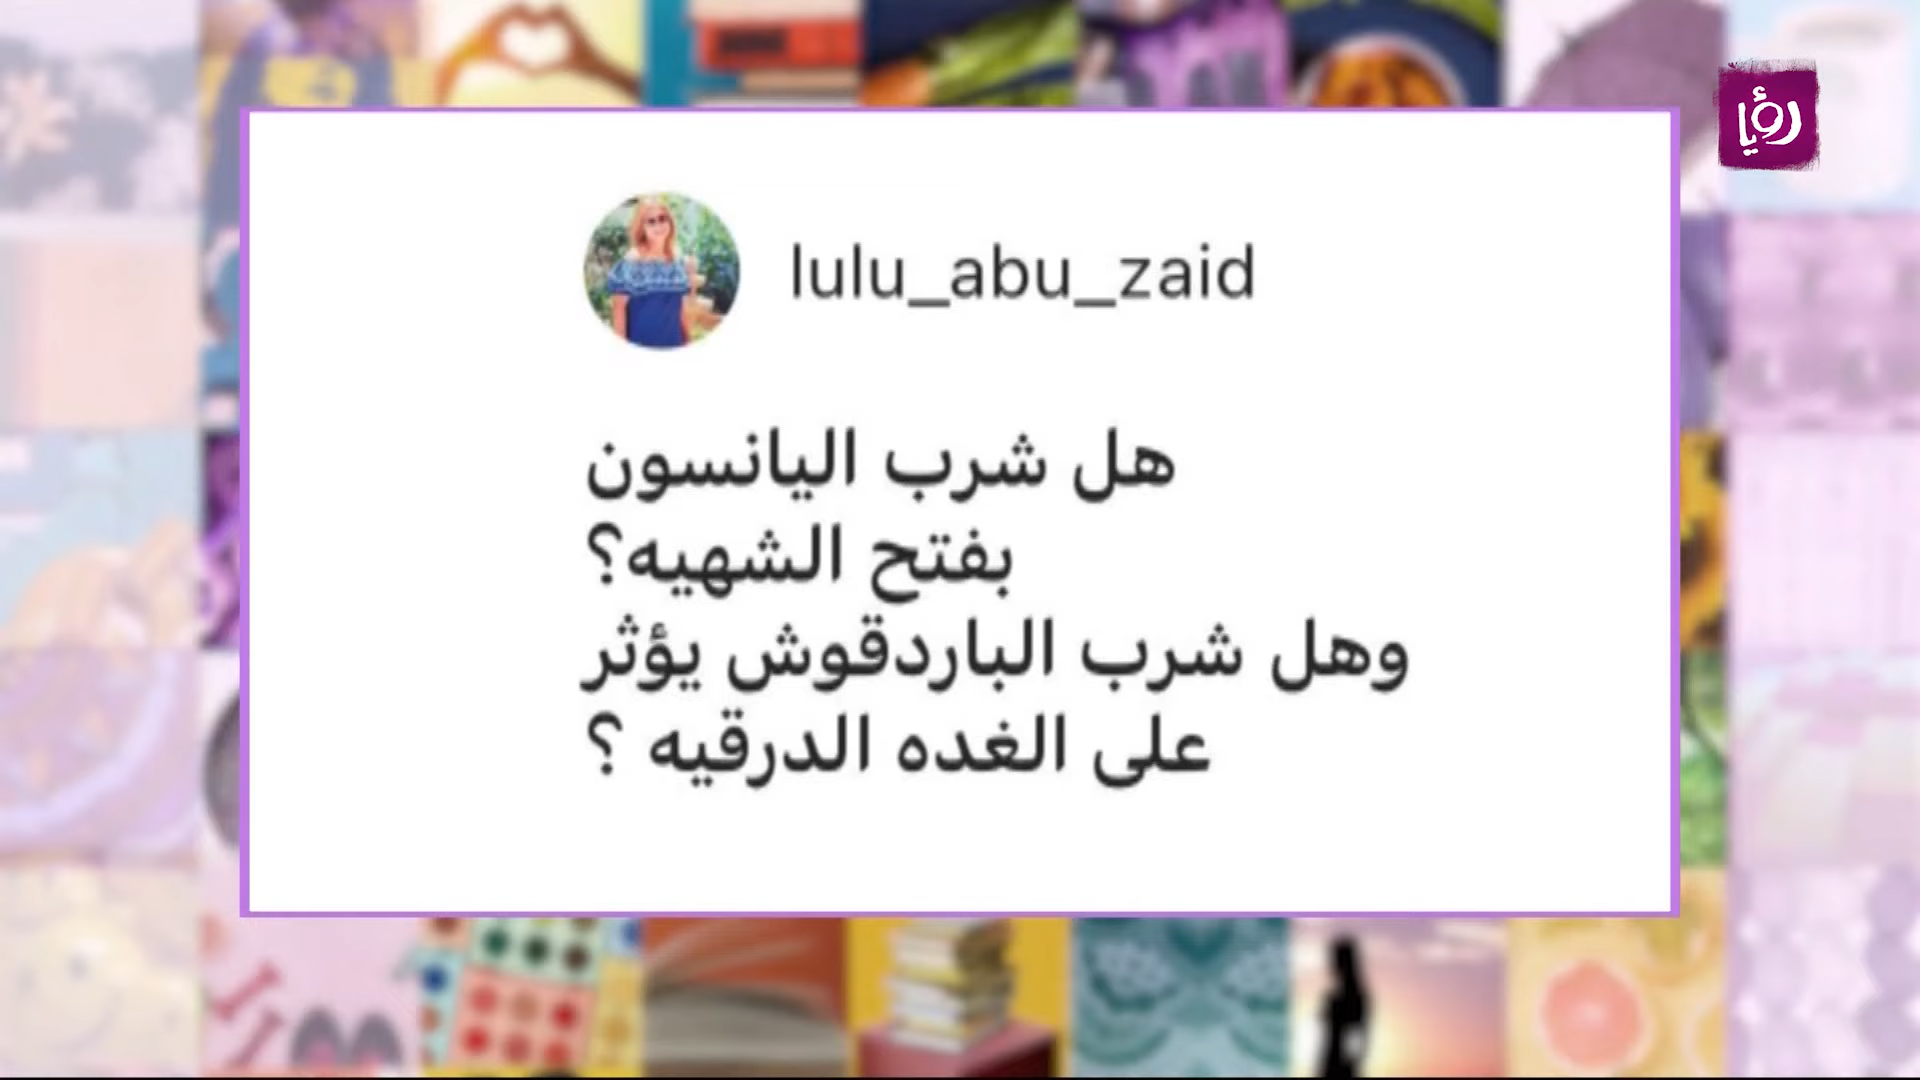 رؤيا
lulu_abu_zaid
هل شرب اليانسون
بفتح الشهيه؟
وهل شرب الباردقوش يؤثر
على الغده الدرقيه ؟